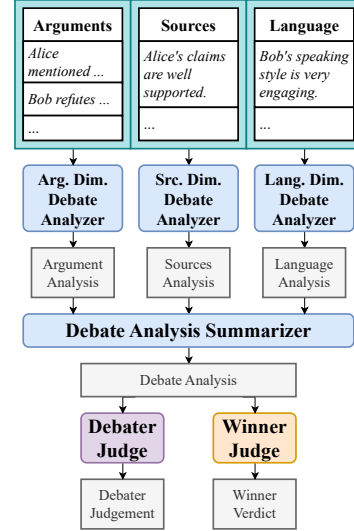 Arguments
Alice
mentioned ...
Bob refutes ...
...
Sources
Alice's claims
are well
supported.
...
Language
Bob's speaking
style is very
engaging.
...
Arg. Dim.
Debate
Analyzer
Src. Dim.
Debate
Analyzer
Lang. Dim.
Debate
Analyzer
Argument
Analysis
Sources
Analysis
Language
Analysis
Debate Analysis Summarizer
Debate Analysis
Debater
Judge
Winner
Judge
Debater
Judgement
Winner
Verdict